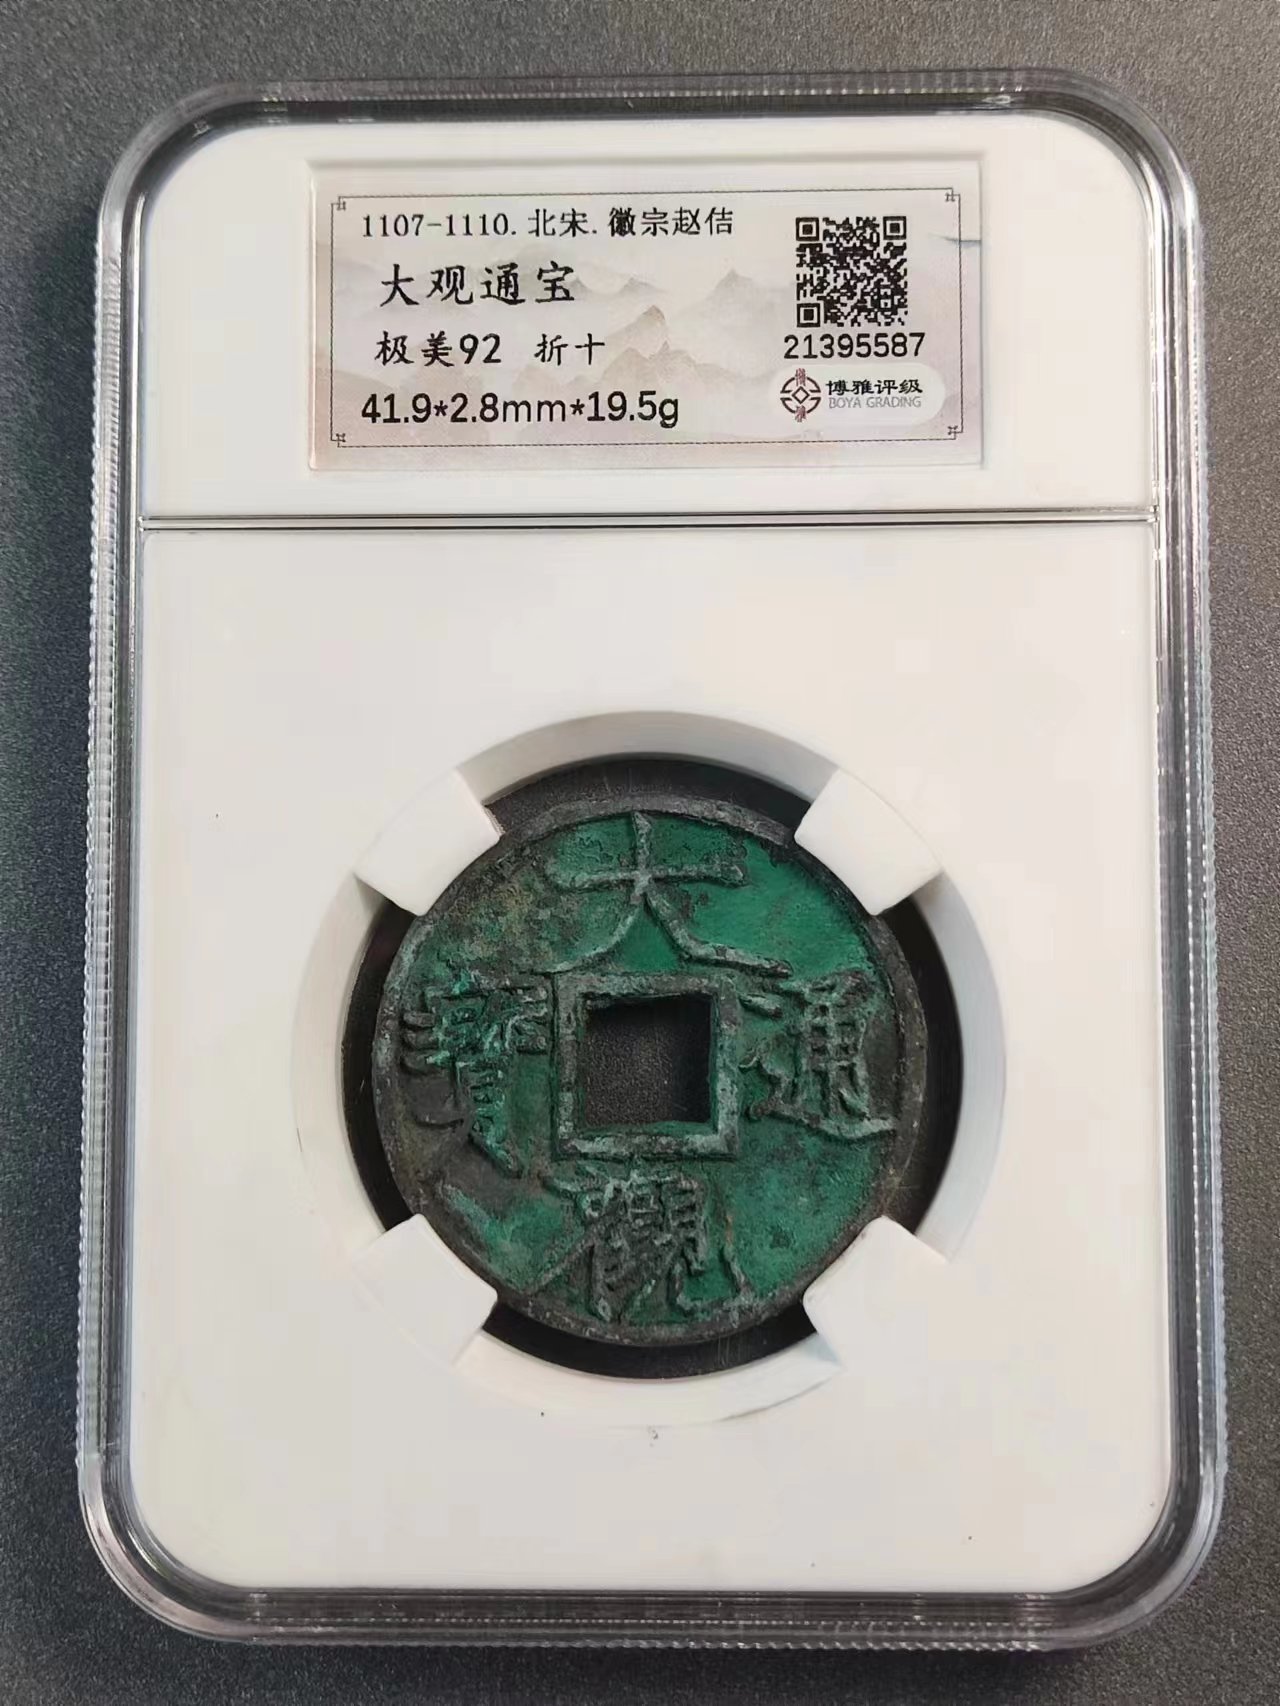 1107-1110.北宋.徽宗赵佶
大观通宝
极美92 折十
41.9*2.8mm*19.5g
21395587
博雅评级
BOYA GRADING
大
通
觀
寶